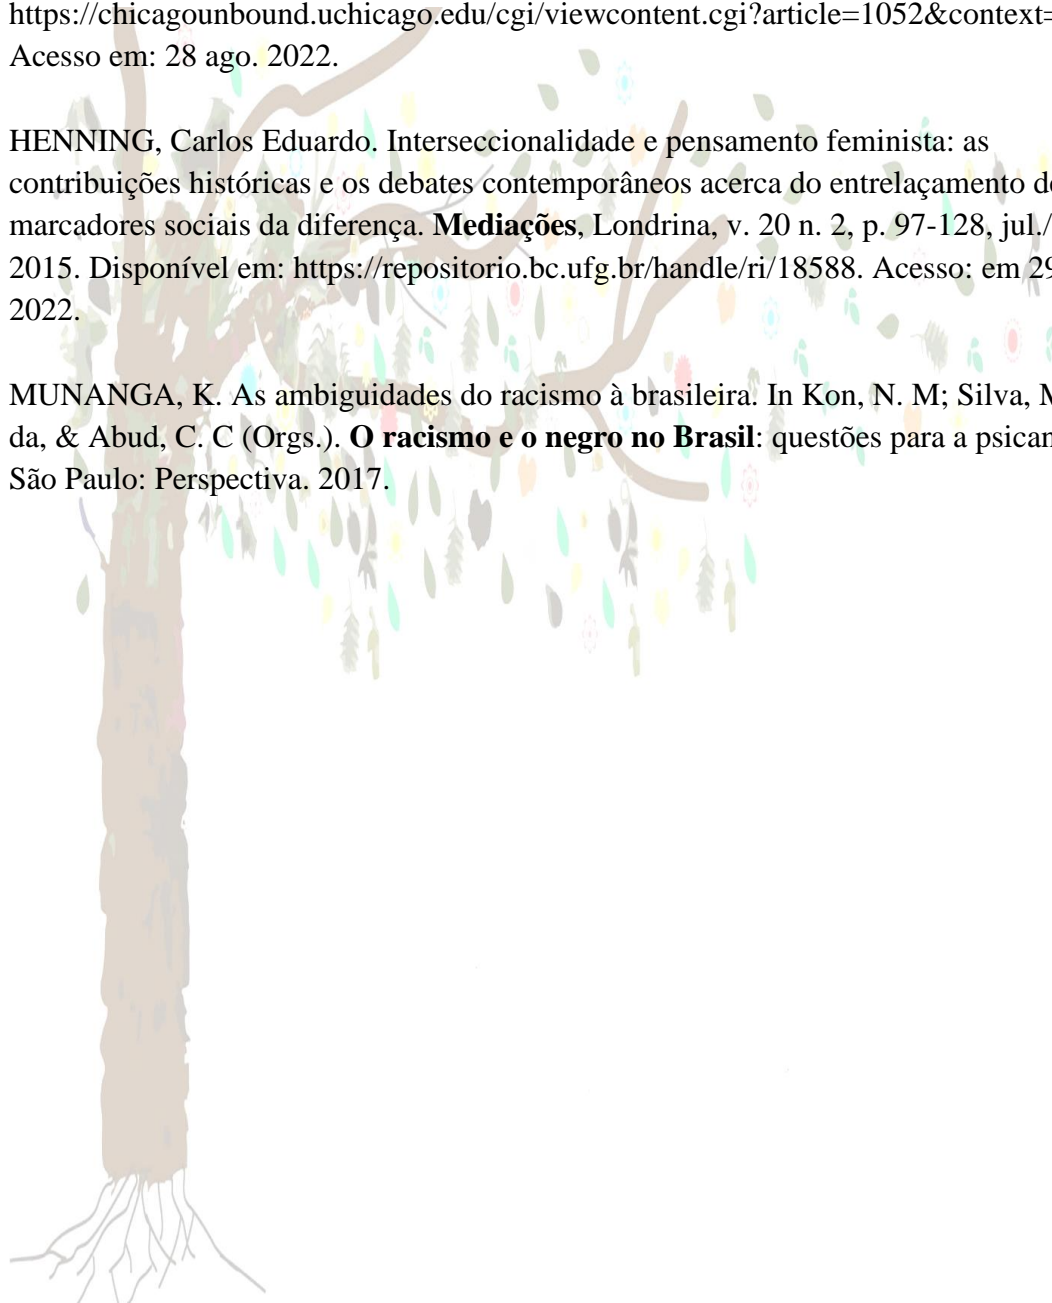 https://chicagounbound.uchicago.edu/cgi/viewcontent.cgi?article=1052&context=
Acesso em: 28 ago. 2022.
HENNING, Carlos Eduardo. Interseccionalidade e pensamento feminista: as
contribuições históricas e os debates contemporâneos acerca do entrelaçamento de
marcadores sociais da diferença. Mediações, Londrina, v. 20 n. 2, p. 97-128, jul./
2015. Disponível em: https://repositorio.bc.ufg.br/handle/ri/18588. Acesso: em 29
2022.
MUNANGA, K. As ambiguidades do racismo à brasileira. In Kon, N. M; Silva, M
da, & Abud, C. C (Orgs.). O racismo e o negro no Brasil: questões para a psican
São Paulo: Perspectiva. 2017.